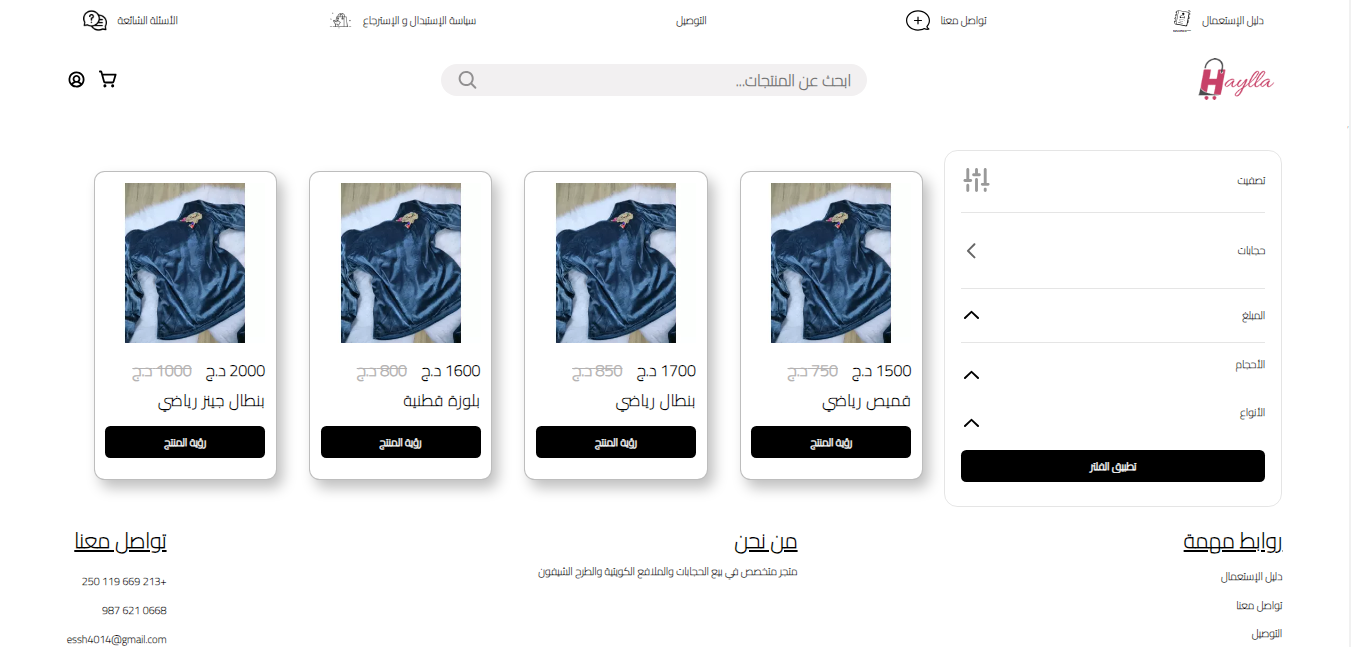 دليل الإستعمال
تواصل معنا
التوصيل
سياسة الإستبدال و الإسترجاع
الأسئلة الشائعة
Haylla
ابحث عن المنتجات...
تصفيت
حجابات
المبلغ
الأحجام
الأنواع
تطبيق الفلتر
1500 د.ج 750 د.ج
قميص رياضي
رؤية المنتج
1700 د.ج 850 د.ج
بنطال رياضي
رؤية المنتج
1600 د.ج 800 د.ج
بلوزة قطنية
رؤية المنتج
2000 د.ج 1000 د.ج
بنطال جينز رياضي
رؤية المنتج
روابط مهمة
دليل الإستعمال
تواصل معنا
التوصيل
من نحن
متجر متخصص في بيع الحجابات والملافع الكويتية والطرح الشيفون
تواصل معنا
250 119 669 213+
987 621 0668
essh4014@gmail.com